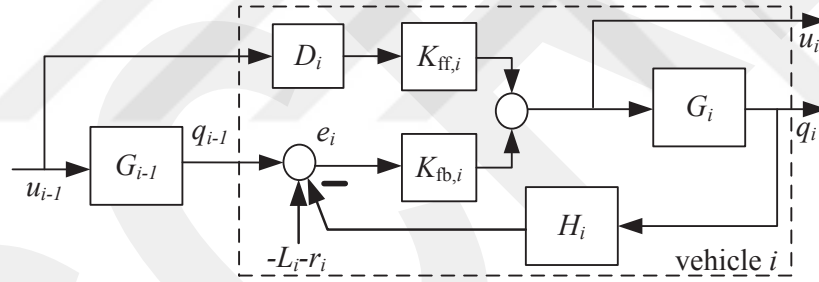 u_i
D_i
K_ff,i
G_i
q_i
q_i-1
e_i
u_i-1
G_i-1
K_fb,i
H_i
-L_i-r_i
vehicle i